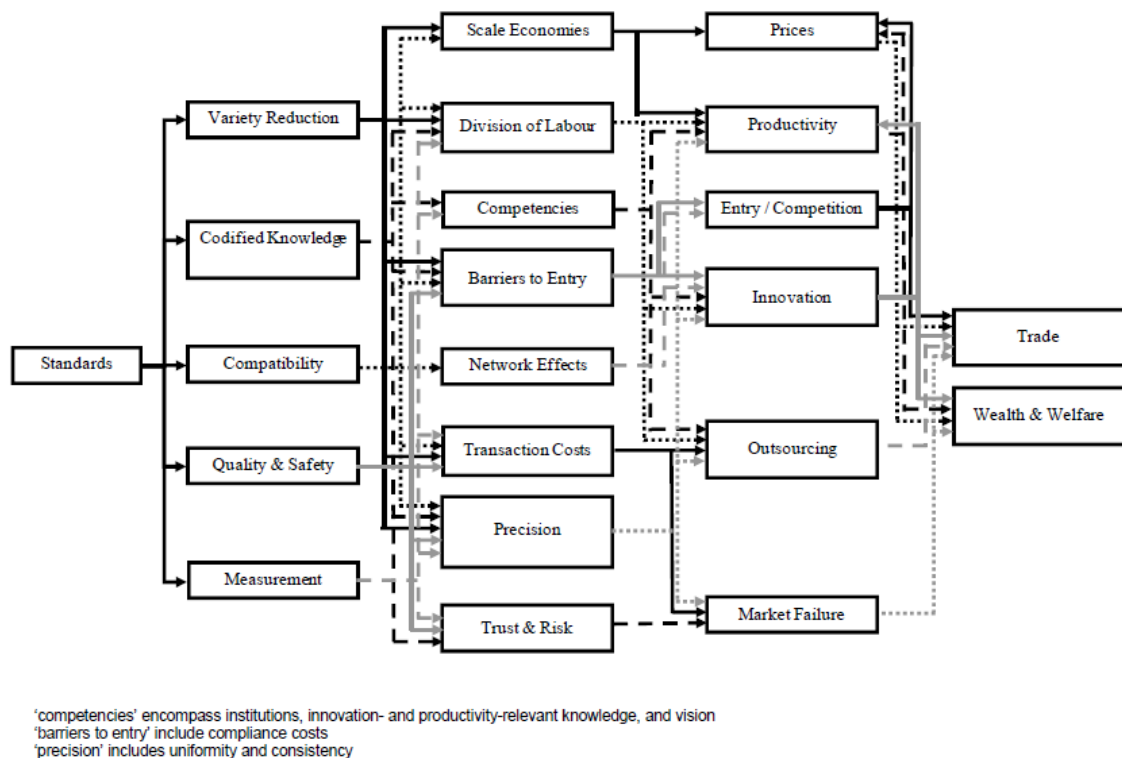 Scale Economies
Prices
Variety Reduction
Division of Labour
Productivity
Competencies
Entry / Competition
Codified Knowledge
Barriers to Entry
Innovation
Trade
Standards
Compatibility
Network Effects
Wealth & Welfare
Quality & Safety
Transaction Costs
Outsourcing
Precision
Measurement
Trust & Risk
Market Failure
‘competencies’ encompass institutions, innovation- and productivity-relevant knowledge, and vision
‘barriers to entry’ include compliance costs
‘precision’ includes uniformity and consistency